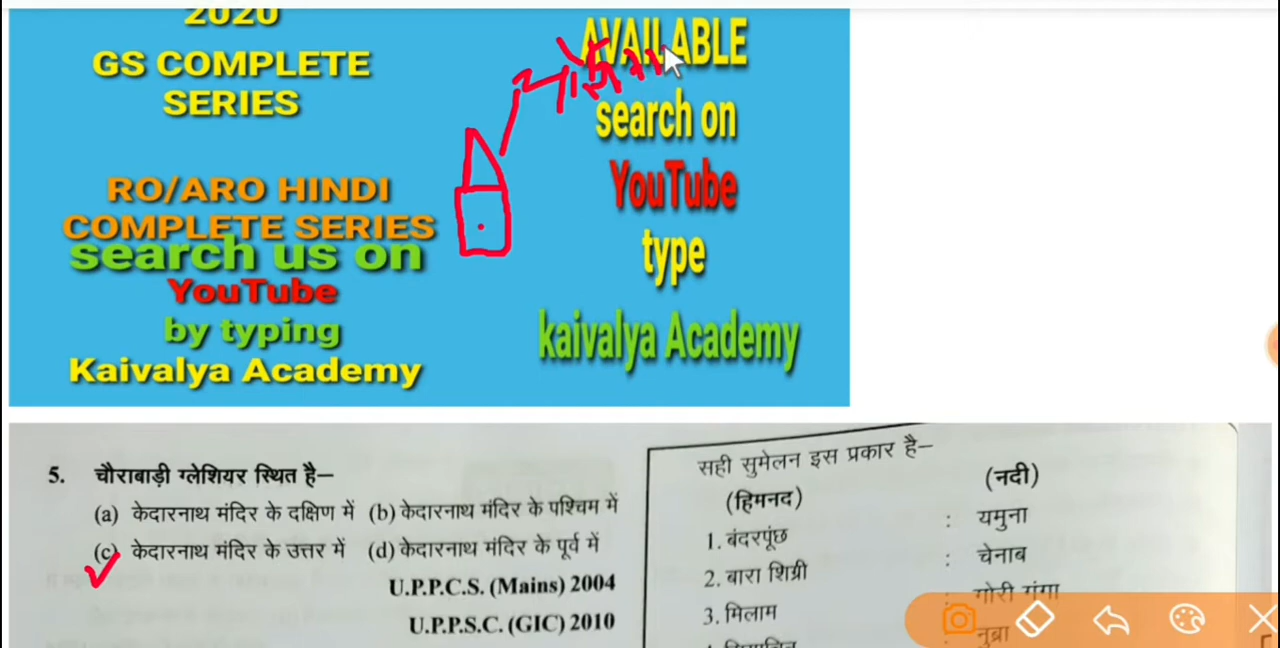 2020
GS COMPLETE
SERIES
RO/ARO HINDI
COMPLETE SERIES
search us on
YouTube
by typing
Kaivalya Academy
AVAILABLE
search on
YouTube
type
kaivalya Academy
5. चौराबाड़ी ग्लेशियर स्थित है–
(a) केदारनाथ मंदिर के दक्षिण में (b) केदारनाथ मंदिर के पश्चिम में
(c) केदारनाथ मंदिर के उत्तर में (d) केदारनाथ मंदिर के पूर्व में
U.P.P.C.S. (Mains) 2004
U.P.P.S.C. (GIC) 2010
सही सुमेलन इस प्रकार है–
(हिमनद) (नदी)
1. बंदरपूंछ : यमुना
2. बारा शिग्री : चेनाब
3. मिलाम : गोरी गंगा
नुब्रा